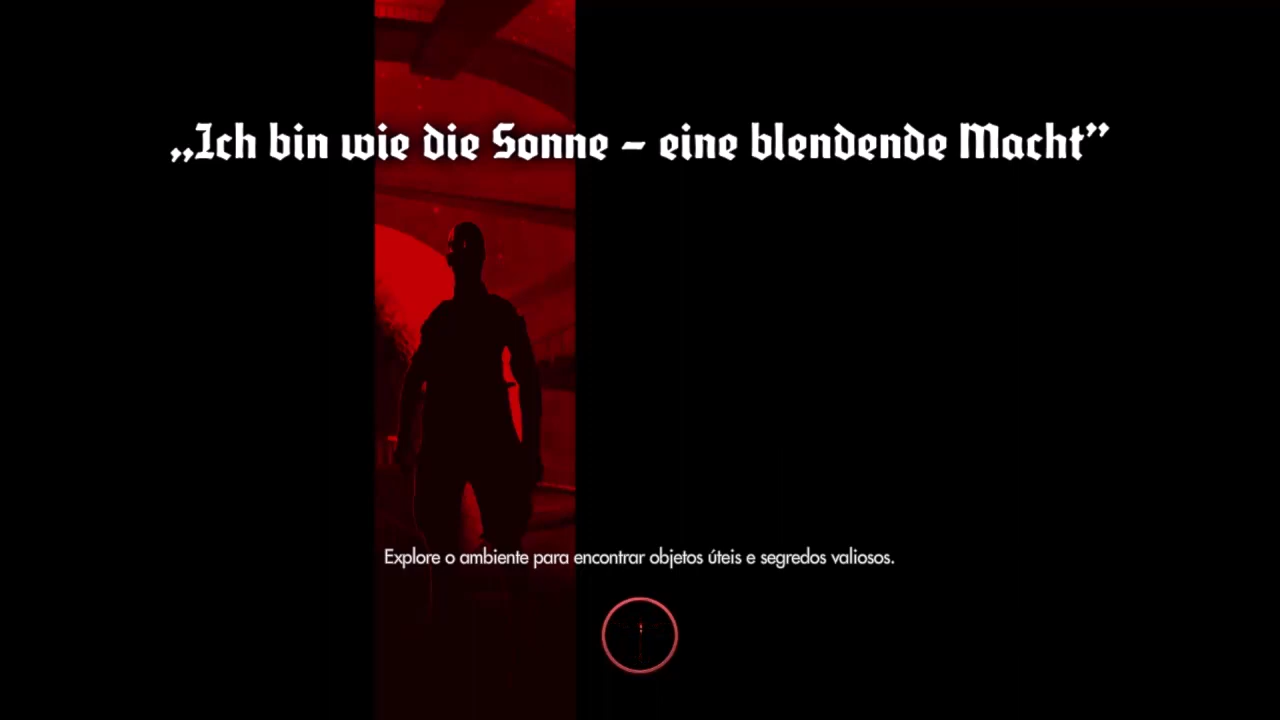 „Ich bin wie die Sonne – eine blendende Macht”
Explore o ambiente para encontrar objetos úteis e segredos valiosos.